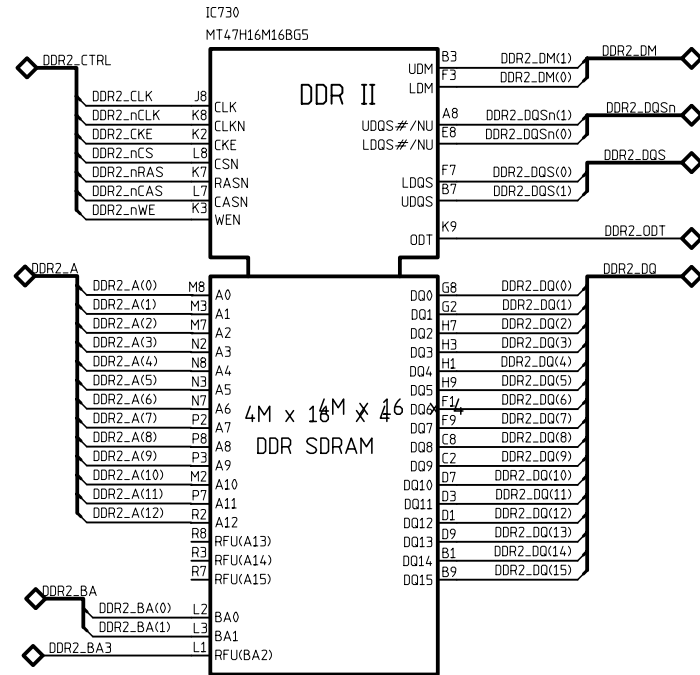 IC730
MT47H16M16BG5
DDR2_CTRL
DDR II
B3 DDR2_DM(1) DDR2_DM
UDM
F3 DDR2_DM(0)
LDM
DDR2_CLK J8
CLK
DDR2_nCLK K8
CLKN
DDR2_CKE K2
CKE
DDR2_nCS L8
CSN
DDR2_nRAS K7
RASN
DDR2_nCAS L7
CASN
DDR2_nWE K3
WEN
A8 DDR2_DQSn(1) DDR2_DQSn
UDQS#/NU
E8 DDR2_DQSn(0)
LDQS#/NU
DDR2_DQS
F7 DDR2_DQS(0)
LDQS
B7 DDR2_DQS(1)
UDQS
K9 DDR2_ODT
ODT
DDR2_A
DDR2_DQ
DDR2_A(0) M8 A0
DDR2_A(1) M3 A1
DDR2_A(2) M7 A2
DDR2_A(3) N2 A3
DDR2_A(4) N8 A4
DDR2_A(5) N3 A5
DDR2_A(6) N7 A6
DDR2_A(7) P2 A7
DDR2_A(8) P8 A8
DDR2_A(9) P3 A9
DDR2_A(10) M2 A10
DDR2_A(11) P7 A11
DDR2_A(12) R2 A12
R8 RFU(A13)
R3 RFU(A14)
R7 RFU(A15)
4M x 16 x 4
4M x 16 x 4
DDR SDRAM
DQ0 G8 DDR2_DQ(0)
DQ1 G2 DDR2_DQ(1)
DQ2 H7 DDR2_DQ(2)
DQ3 H3 DDR2_DQ(3)
DQ4 H1 DDR2_DQ(4)
DQ5 H9 DDR2_DQ(5)
DQ6 F1 DDR2_DQ(6)
DQ7 F9 DDR2_DQ(7)
DQ8 C8 DDR2_DQ(8)
DQ9 C2 DDR2_DQ(9)
DQ10 D7 DDR2_DQ(10)
DQ11 D3 DDR2_DQ(11)
DQ12 D1 DDR2_DQ(12)
DQ13 D9 DDR2_DQ(13)
DQ14 B1 DDR2_DQ(14)
DQ15 B9 DDR2_DQ(15)
DDR2_BA
DDR2_BA(0) L2 BA0
DDR2_BA(1) L3 BA1
DDR2_BA3 L1 RFU(BA2)